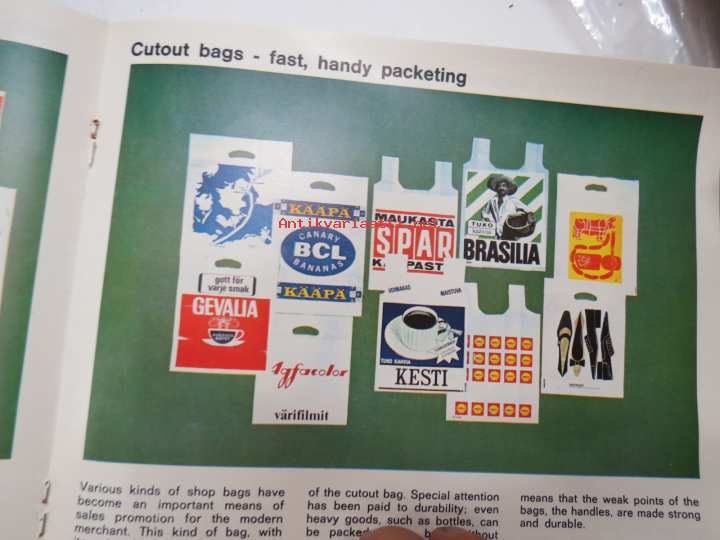 Cutout bags - fast, handy packeting
KÄÄPÄ
CANARY
BCL
BANANAS
KÄÄPÄ
MAUKASTA
SPAR
TUKO
BRASILIA
gott för
varje smak
GEVALIA
Agfacolor
värifilmit
VOIMAKAS MAISTUVA
TUKO KAHVIA
KESTI
Various kinds of shop bags have
become an important means of
sales promotion for the modern
merchant. This kind of bag, with
of the cutout bag. Special attention
has been paid to durability; even
heavy goods, such as bottles, can
be packed
means that the weak points of the
bags, the handles, are made strong
and durable.